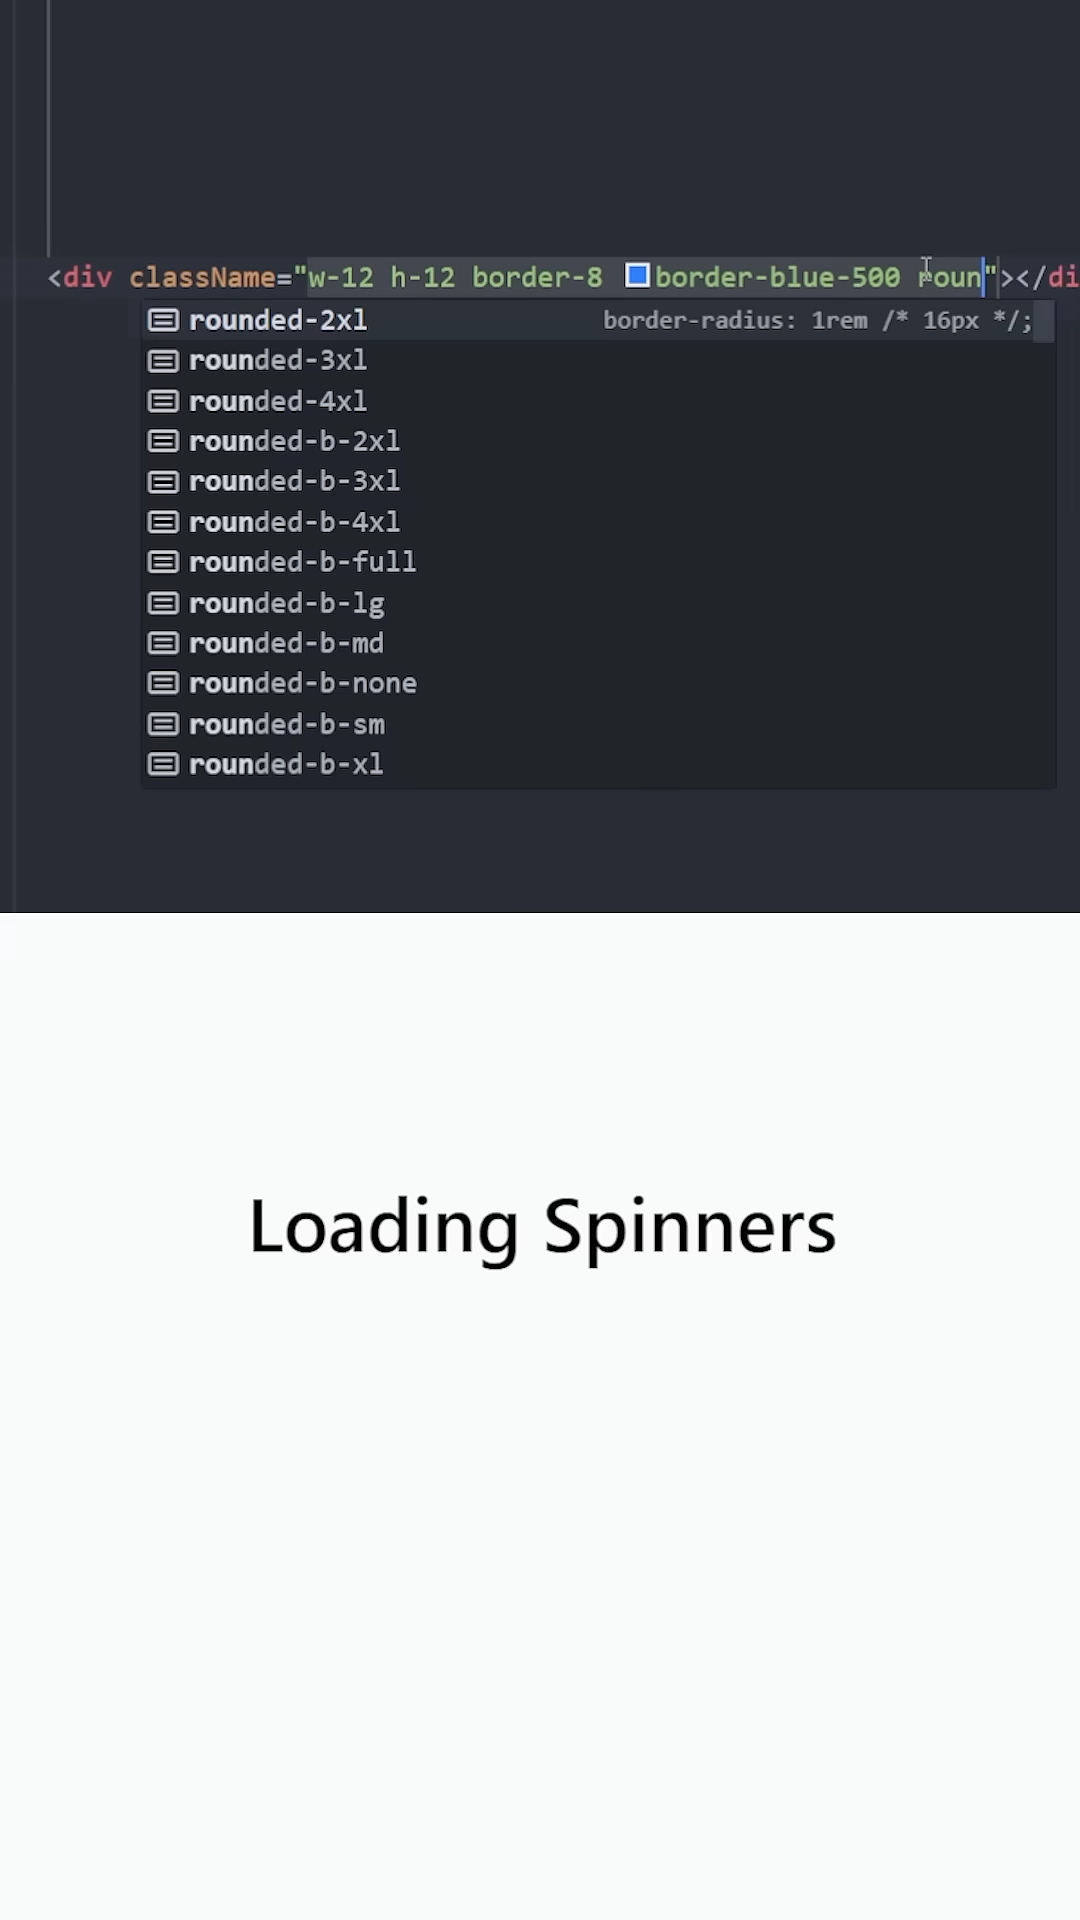 <div className="w-12 h-12 border-8 border-blue-500 roun"></di
rounded-2xl border-radius: 1rem /* 16px */;
rounded-3xl
rounded-4xl
rounded-b-2xl
rounded-b-3xl
rounded-b-4xl
rounded-b-full
rounded-b-lg
rounded-b-md
rounded-b-none
rounded-b-sm
rounded-b-xl
Loading Spinners